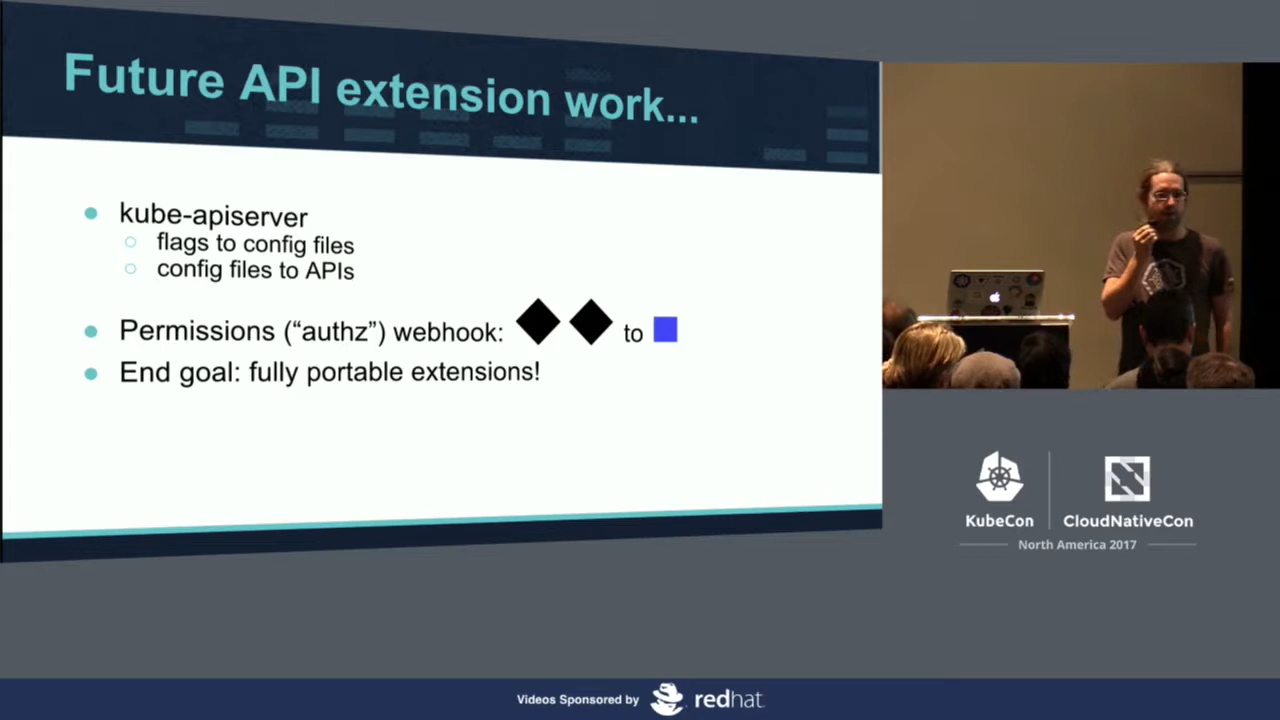 Future API extension work...
kube-apiserver
flags to config files
config files to APIs
Permissions (“authz”) webhook: to
End goal: fully portable extensions!
KubeCon
CloudNativeCon
North America 2017
Videos Sponsored by redhat